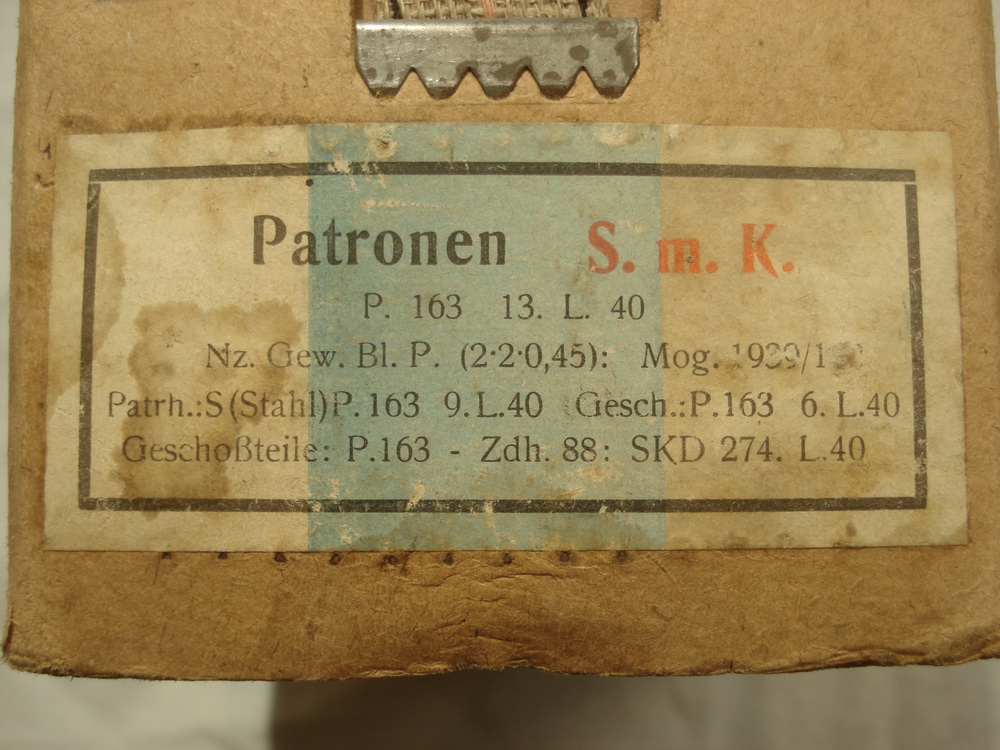 Patronen S. m. K.
P. 163 13. L. 40
Nz. Gew. Bl. P. (2·2·0,45): Mog.
Patrh.:S (Stahl) P. 163 9. L.40 Gesch.: P.163 6. L.40
Geschoßteile: P.163 - Zdh. 88: SKD 274. L.40